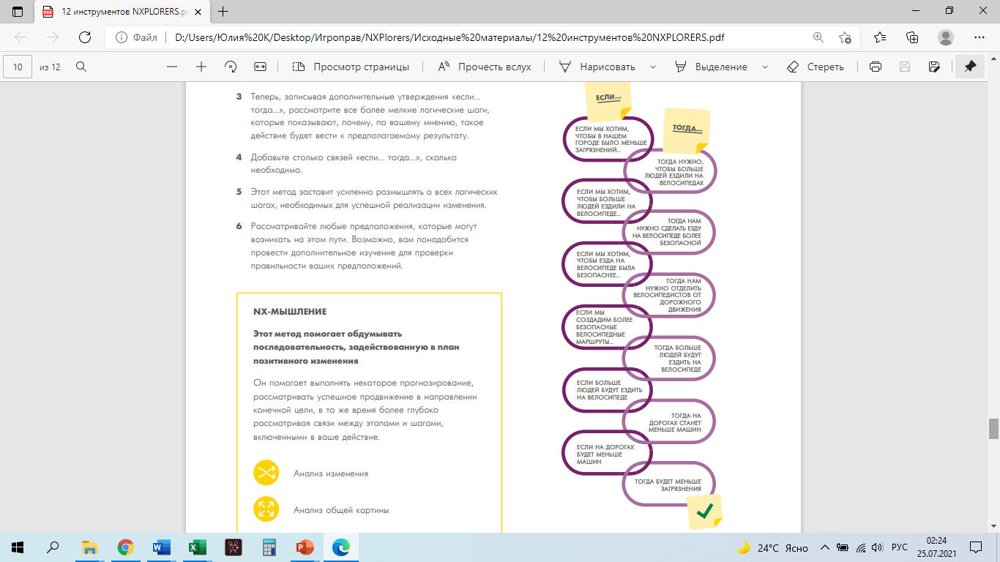 12 инструментов NXPLORERS.p
Файл
D:/Users/Юлия%20K/Desktop/Игроправ/NXPlorers/Исходные%20материалы/12%20инструментов%20NXPLORERS.pdf
10 из 12
Просмотр страницы
Прочесть вслух
Нарисовать
Выделение
Стереть
3 Теперь, записывая дополнительные утверждения «если...
тогда...», рассмотрите все более мелкие логические шаги,
которые показывают, почему, по вашему мнению, такое
действие будет вести к предполагаемому результату.
4 Добавьте столько связей «если... тогда...», сколько
необходимо.
5 Этот метод заставит усиленно размышлять о всех логических
шагах, необходимых для успешной реализации изменения.
6 Рассматривайте любые предположения, которые могут
возникать на этом пути. Возможно, вам понадобится
провести дополнительное изучение для проверки
правильности ваших предположений.
NX-МЫШЛЕНИЕ
Этот метод помогает обдумывать
последовательность, задействованную в план
позитивного изменения
Он помогает выполнять некоторое прогнозирование,
рассматривать успешное продвижение в направлении
конечной цели, в то же время более глубоко
рассматривая связи между этапами и шагами,
включенными в ваше действие.
Анализ изменения
Анализ общей картины
ЕСЛИ...
ТОГДА...
ЕСЛИ МЫ ХОТИМ,
ЧТОБЫ В НАШЕМ
ГОРОДЕ БЫЛО МЕНЬШЕ
ЗАГРЯЗНЕНИЙ...
ТОГДА НУЖНО,
ЧТОБЫ БОЛЬШЕ
ЛЮДЕЙ ЕЗДИЛИ НА
ВЕЛОСИПЕДАХ
ЕСЛИ МЫ ХОТИМ,
ЧТОБЫ БОЛЬШЕ
ЛЮДЕЙ ЕЗДИЛИ НА
ВЕЛОСИПЕДЕ...
ТОГДА НАМ
НУЖНО СДЕЛАТЬ ЕЗДУ
НА ВЕЛОСИПЕДЕ БОЛЕЕ
БЕЗОПАСНОЙ
ЕСЛИ МЫ ХОТИМ,
ЧТОБЫ ЕЗДА НА
ВЕЛОСИПЕДЕ БЫЛА
БЕЗОПАСНЕЕ...
ТОГДА НАМ
НУЖНО ОТДЕЛИТЬ
ВЕЛОСИПЕДИСТОВ ОТ
ДОРОЖНОГО
ДВИЖЕНИЯ
ЕСЛИ МЫ
СОЗДАДИМ БОЛЕЕ
БЕЗОПАСНЫЕ
ВЕЛОСИПЕДНЫЕ
МАРШРУТЫ...
ТОГДА БОЛЬШЕ
ЛЮДЕЙ БУДУТ
ЕЗДИТЬ НА
ВЕЛОСИПЕДЕ
ЕСЛИ БОЛЬШЕ
ЛЮДЕЙ БУДУТ ЕЗДИТЬ
НА ВЕЛОСИПЕДЕ
ТОГДА НА
ДОРОГАХ СТАНЕТ
МЕНЬШЕ МАШИН
ЕСЛИ НА ДОРОГАХ
БУДЕТ МЕНЬШЕ
МАШИН
ТОГДА БУДЕТ МЕНЬШЕ
ЗАГРЯЗНЕНИЯ
24°C Ясно
РУС
02:24
25.07.2021